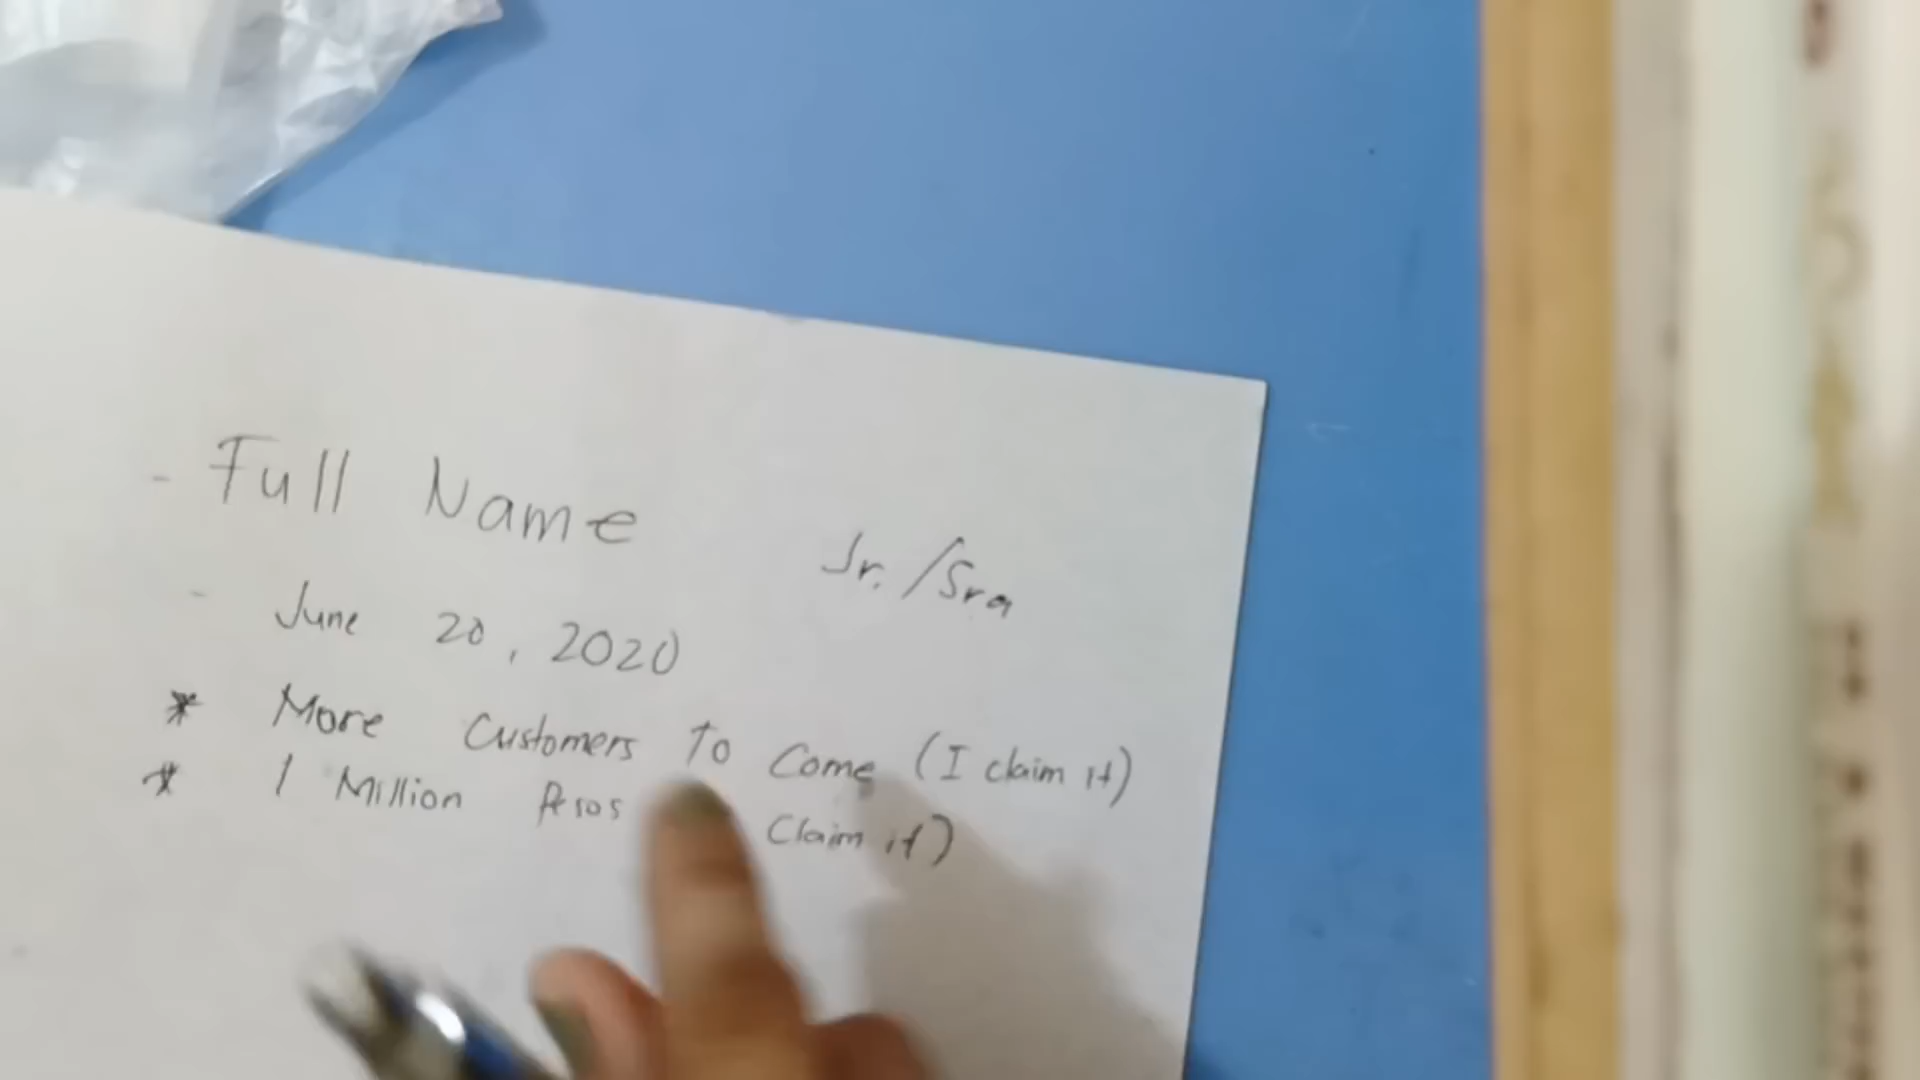 - Full Name
Jr./Sra
- June 20, 2020
* More Customers To Come (I claim it)
* 1 Million Pesos Claim it)